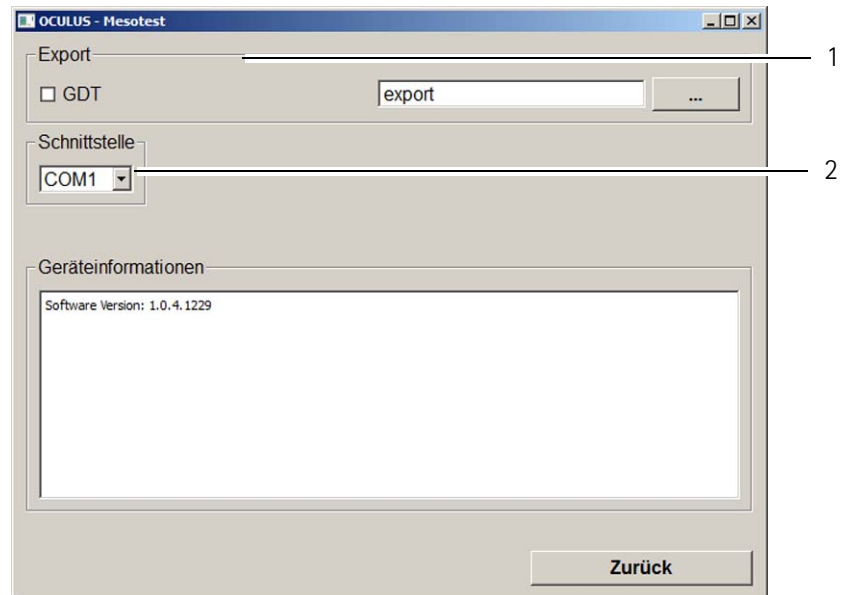 OCULUS - Mesotest
Export
1
GDT
export
...
Schnittstelle
COM1
2
Geräteinformationen
Software Version: 1.0.4.1229
Zurück